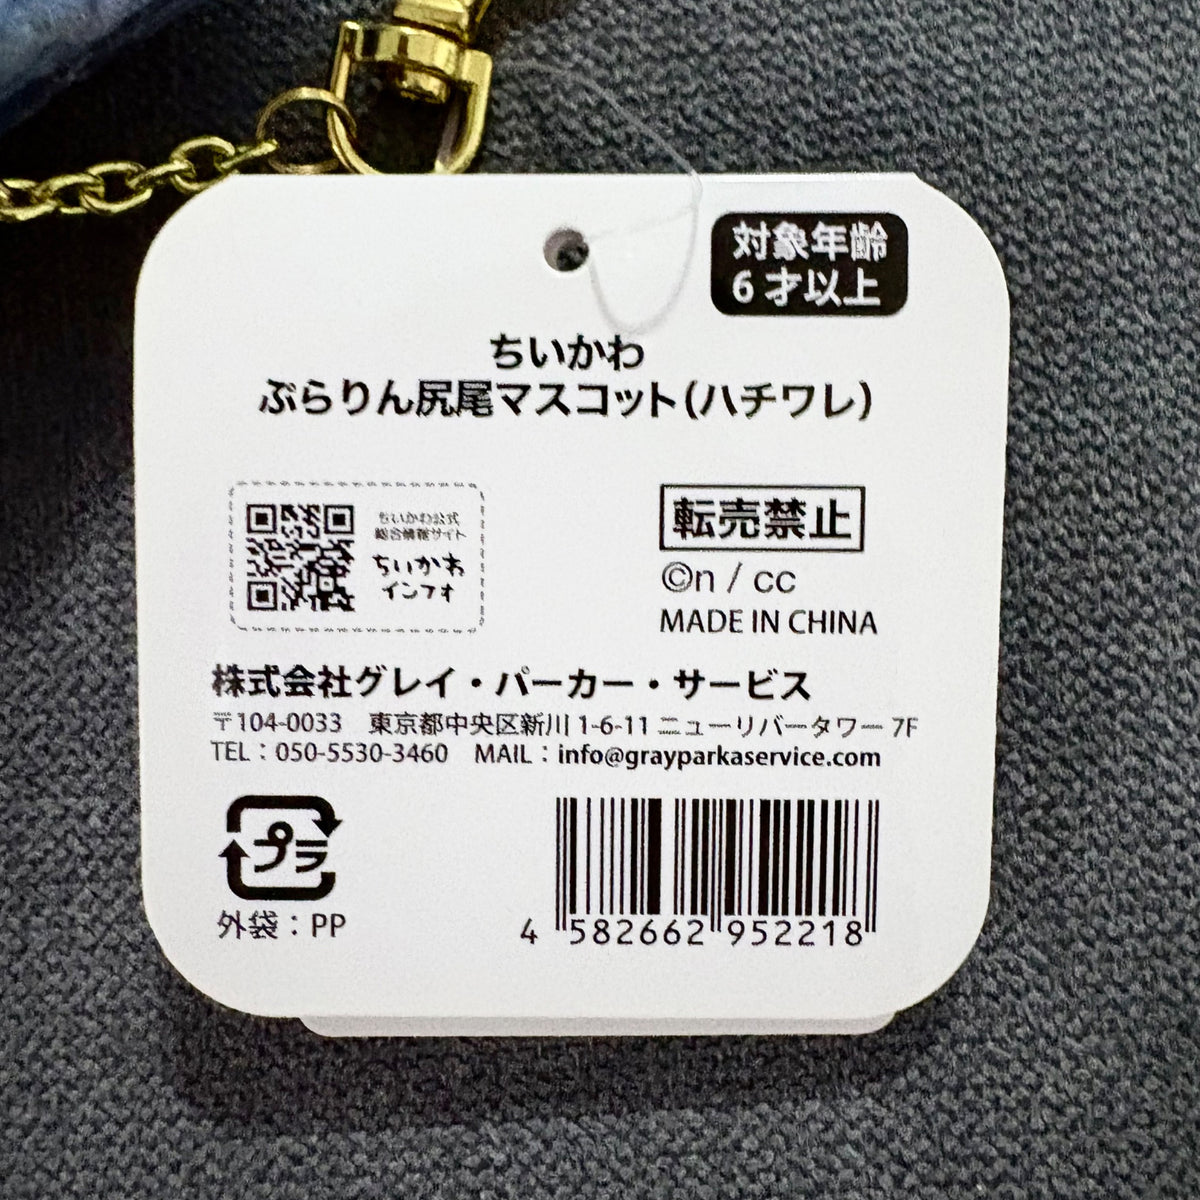 対象年齢
6才以上
ちいかわ
ぷらりん尻尾マスコット(ハチワレ)
ちいかわ公式
総合情報サイト
ちいかわ
インフォ
転売禁止
©n / cc
MADE IN CHINA
株式会社グレイ・パーカー・サービス
〒104-0033 東京都中央区新川 1-6-11 ニューリバータワー 7F
TEL：050-5530-3460 MAIL：info@grayparkaservice.com
プラ
外袋：PP
4 582662 952218